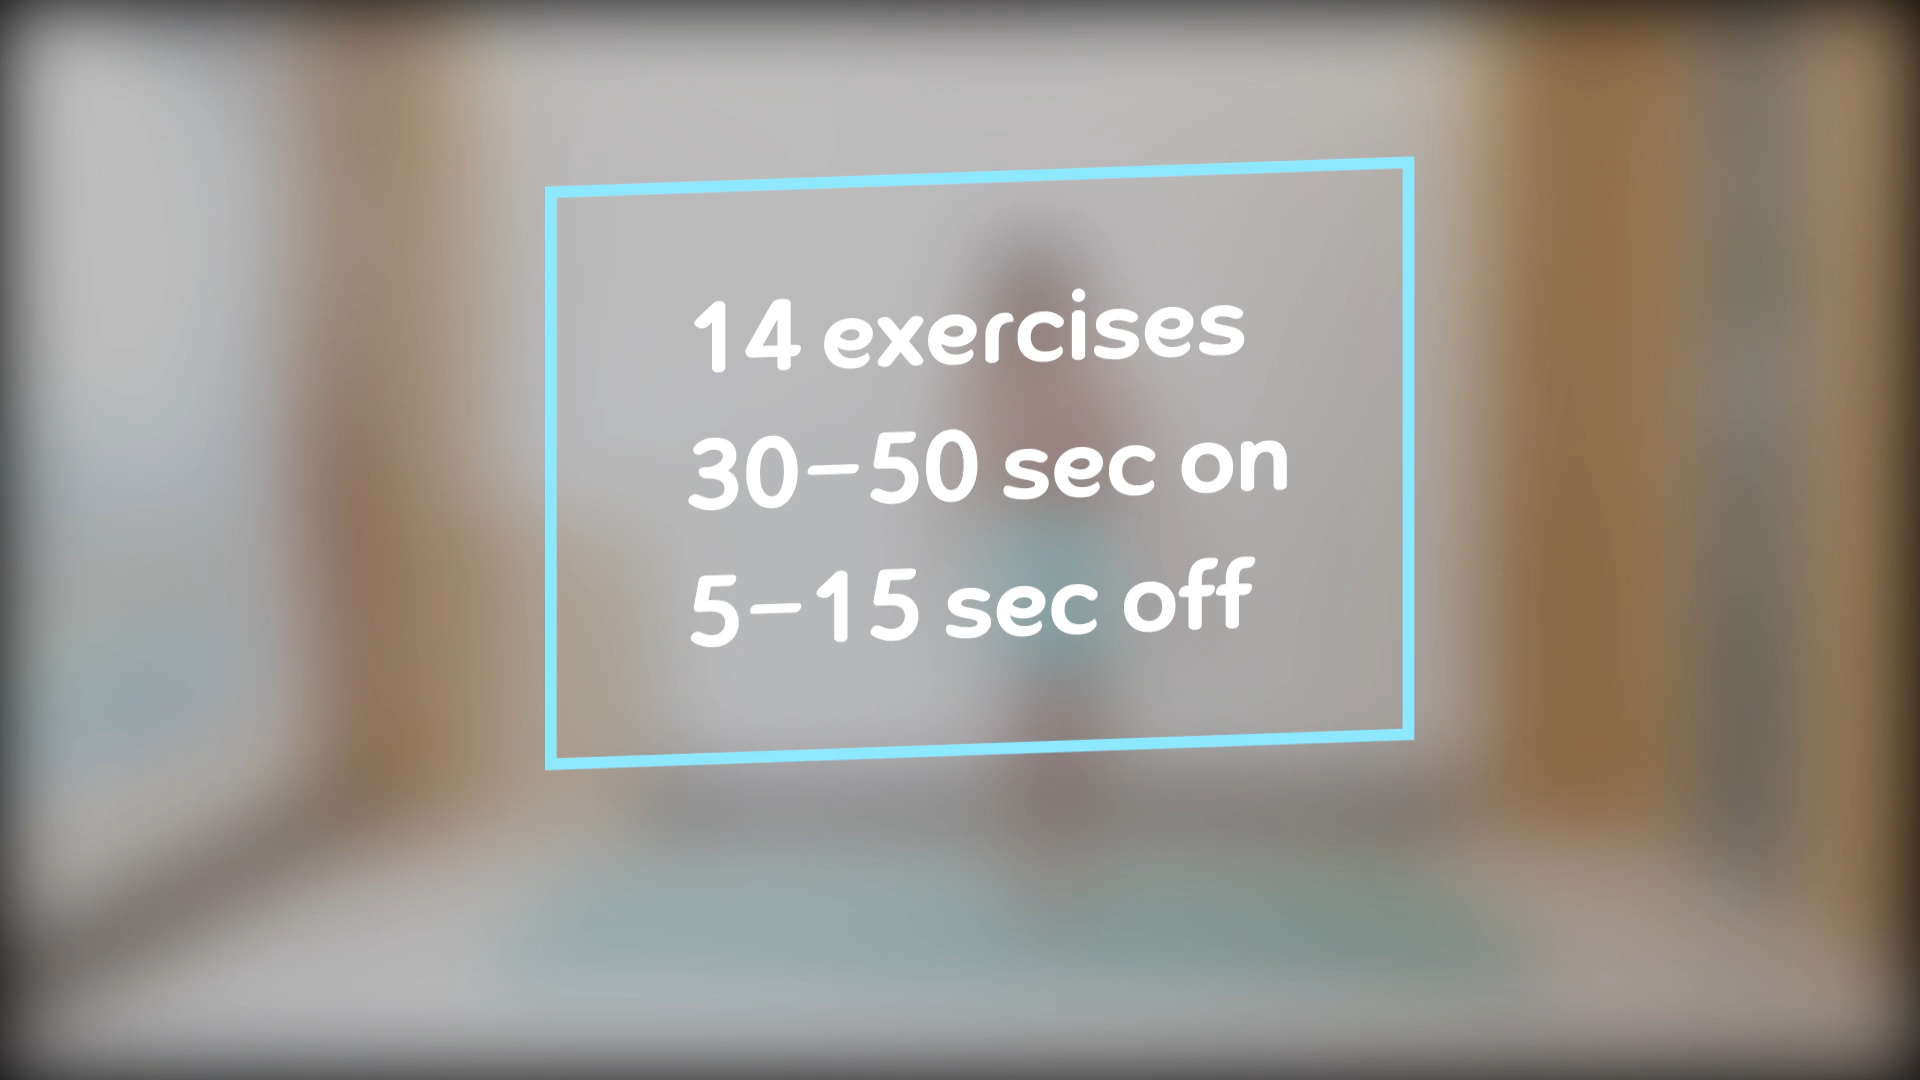 14 exercises
30–50 sec on
5–15 sec off